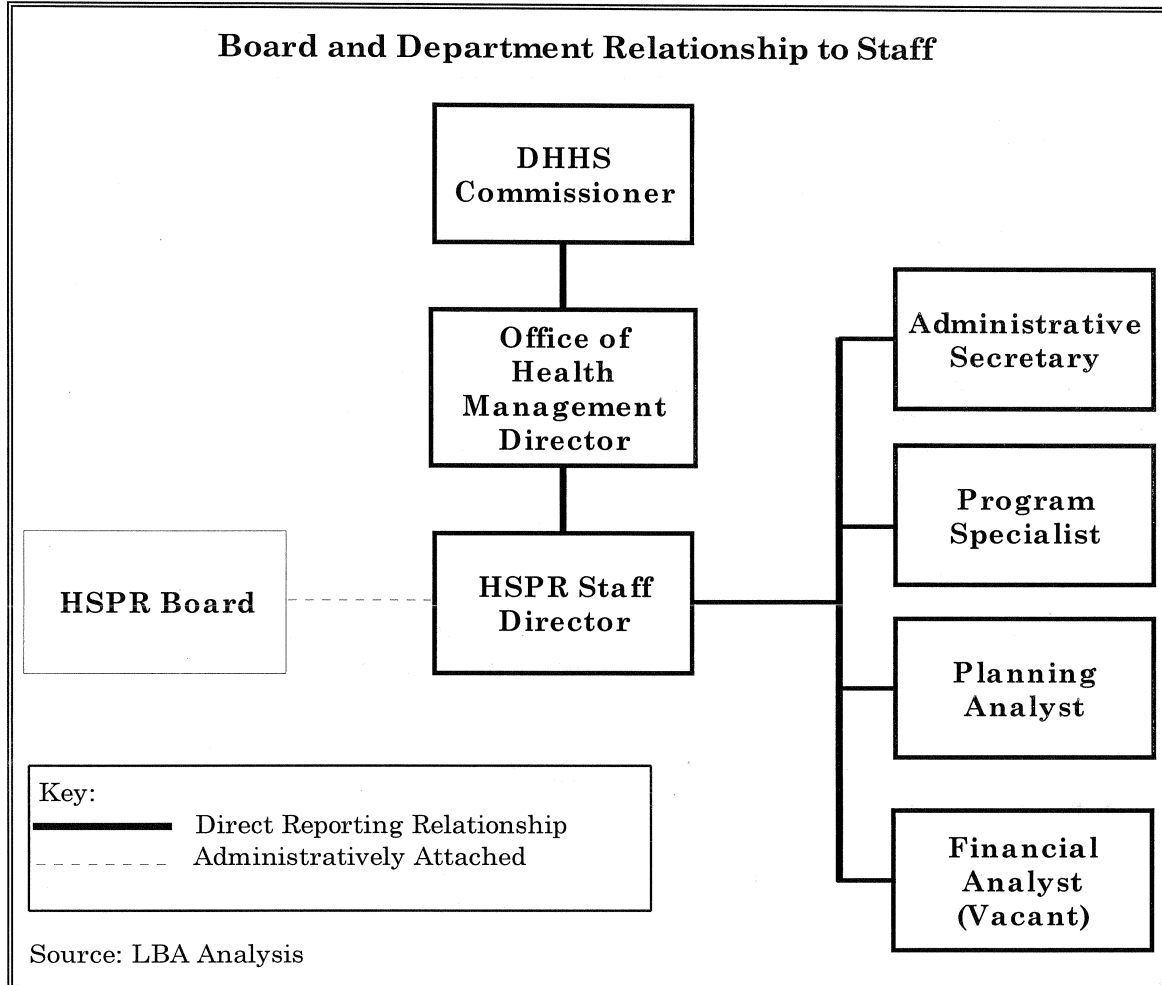 Board and Department Relationship to Staff
DHHS
Commissioner
Office of
Health
Management
Director
HSPR Board
HSPR Staff
Director
Administrative
Secretary
Program
Specialist
Planning
Analyst
Financial
Analyst
(Vacant)
Key:
Direct Reporting Relationship
Administratively Attached
Source: LBA Analysis